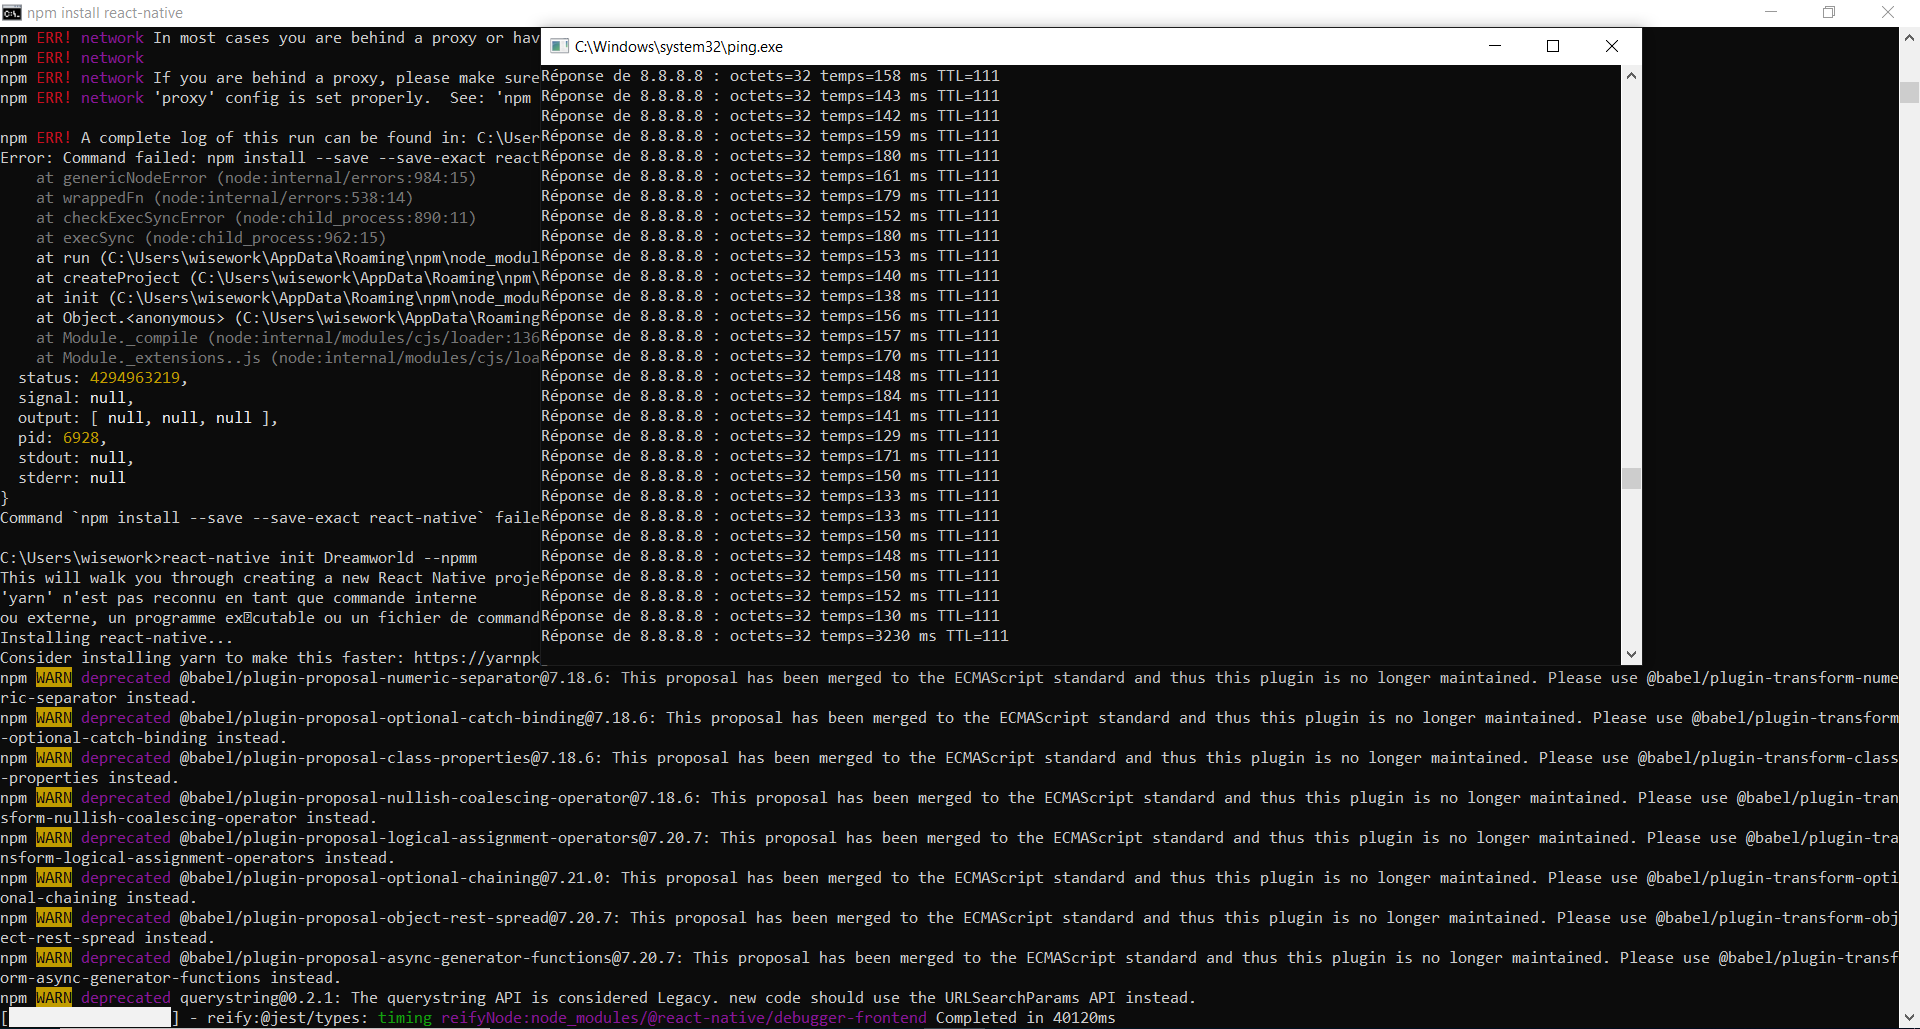 npm install react-native
npm ERR! network In most cases you are behind a proxy or hav
npm ERR! network
npm ERR! network If you are behind a proxy, please make sure
npm ERR! network 'proxy' config is set properly.  See: 'npm
npm ERR! A complete log of this run can be found in: C:\User
Error: Command failed: npm install --save --save-exact react
    at genericNodeError (node:internal/errors:984:15)
    at wrappedFn (node:internal/errors:538:14)
    at checkExecSyncError (node:child_process:890:11)
    at execSync (node:child_process:962:15)
    at run (C:\Users\wisework\AppData\Roaming\npm\node_modul
    at createProject (C:\Users\wisework\AppData\Roaming\npm\
    at init (C:\Users\wisework\AppData\Roaming\npm\node_modu
    at Object.<anonymous> (C:\Users\wisework\AppData\Roaming
    at Module._compile (node:internal/modules/cjs/loader:136
    at Module._extensions..js (node:internal/modules/cjs/loa
  status: 4294963219,
  signal: null,
  output: [ null, null, null ],
  pid: 6928,
  stdout: null,
  stderr: null
}
Command `npm install --save --save-exact react-native` faile
C:\Users\wisework>react-native init Dreamworld --npmm
This will walk you through creating a new React Native proje
'yarn' n'est pas reconnu en tant que commande interne
ou externe, un programme ex⍰cutable ou un fichier de command
Installing react-native...
Consider installing yarn to make this faster: https://yarnpk
C:\Windows\system32\ping.exe
Réponse de 8.8.8.8 : octets=32 temps=158 ms TTL=111
Réponse de 8.8.8.8 : octets=32 temps=143 ms TTL=111
Réponse de 8.8.8.8 : octets=32 temps=142 ms TTL=111
Réponse de 8.8.8.8 : octets=32 temps=159 ms TTL=111
Réponse de 8.8.8.8 : octets=32 temps=180 ms TTL=111
Réponse de 8.8.8.8 : octets=32 temps=161 ms TTL=111
Réponse de 8.8.8.8 : octets=32 temps=179 ms TTL=111
Réponse de 8.8.8.8 : octets=32 temps=152 ms TTL=111
Réponse de 8.8.8.8 : octets=32 temps=180 ms TTL=111
Réponse de 8.8.8.8 : octets=32 temps=153 ms TTL=111
Réponse de 8.8.8.8 : octets=32 temps=140 ms TTL=111
Réponse de 8.8.8.8 : octets=32 temps=138 ms TTL=111
Réponse de 8.8.8.8 : octets=32 temps=156 ms TTL=111
Réponse de 8.8.8.8 : octets=32 temps=157 ms TTL=111
Réponse de 8.8.8.8 : octets=32 temps=170 ms TTL=111
Réponse de 8.8.8.8 : octets=32 temps=148 ms TTL=111
Réponse de 8.8.8.8 : octets=32 temps=184 ms TTL=111
Réponse de 8.8.8.8 : octets=32 temps=141 ms TTL=111
Réponse de 8.8.8.8 : octets=32 temps=129 ms TTL=111
Réponse de 8.8.8.8 : octets=32 temps=171 ms TTL=111
Réponse de 8.8.8.8 : octets=32 temps=150 ms TTL=111
Réponse de 8.8.8.8 : octets=32 temps=133 ms TTL=111
Réponse de 8.8.8.8 : octets=32 temps=133 ms TTL=111
Réponse de 8.8.8.8 : octets=32 temps=150 ms TTL=111
Réponse de 8.8.8.8 : octets=32 temps=148 ms TTL=111
Réponse de 8.8.8.8 : octets=32 temps=150 ms TTL=111
Réponse de 8.8.8.8 : octets=32 temps=152 ms TTL=111
Réponse de 8.8.8.8 : octets=32 temps=130 ms TTL=111
Réponse de 8.8.8.8 : octets=32 temps=3230 ms TTL=111
npm WARN deprecated @babel/plugin-proposal-numeric-separator@7.18.6: This proposal has been merged to the ECMAScript standard and thus this plugin is no longer maintained. Please use @babel/plugin-transform-nume
ric-separator instead.
npm WARN deprecated @babel/plugin-proposal-optional-catch-binding@7.18.6: This proposal has been merged to the ECMAScript standard and thus this plugin is no longer maintained. Please use @babel/plugin-transform
-optional-catch-binding instead.
npm WARN deprecated @babel/plugin-proposal-class-properties@7.18.6: This proposal has been merged to the ECMAScript standard and thus this plugin is no longer maintained. Please use @babel/plugin-transform-class
-properties instead.
npm WARN deprecated @babel/plugin-proposal-nullish-coalescing-operator@7.18.6: This proposal has been merged to the ECMAScript standard and thus this plugin is no longer maintained. Please use @babel/plugin-tran
sform-nullish-coalescing-operator instead.
npm WARN deprecated @babel/plugin-proposal-logical-assignment-operators@7.20.7: This proposal has been merged to the ECMAScript standard and thus this plugin is no longer maintained. Please use @babel/plugin-tra
nsform-logical-assignment-operators instead.
npm WARN deprecated @babel/plugin-proposal-optional-chaining@7.21.0: This proposal has been merged to the ECMAScript standard and thus this plugin is no longer maintained. Please use @babel/plugin-transform-opti
onal-chaining instead.
npm WARN deprecated @babel/plugin-proposal-object-rest-spread@7.20.7: This proposal has been merged to the ECMAScript standard and thus this plugin is no longer maintained. Please use @babel/plugin-transform-obj
ect-rest-spread instead.
npm WARN deprecated @babel/plugin-proposal-async-generator-functions@7.20.7: This proposal has been merged to the ECMAScript standard and thus this plugin is no longer maintained. Please use @babel/plugin-transf
orm-async-generator-functions instead.
npm WARN deprecated querystring@0.2.1: The querystring API is considered Legacy. new code should use the URLSearchParams API instead.
[                  ] - reify:@jest/types: timing reifyNode:node_modules/@react-native/debugger-frontend Completed in 40120ms